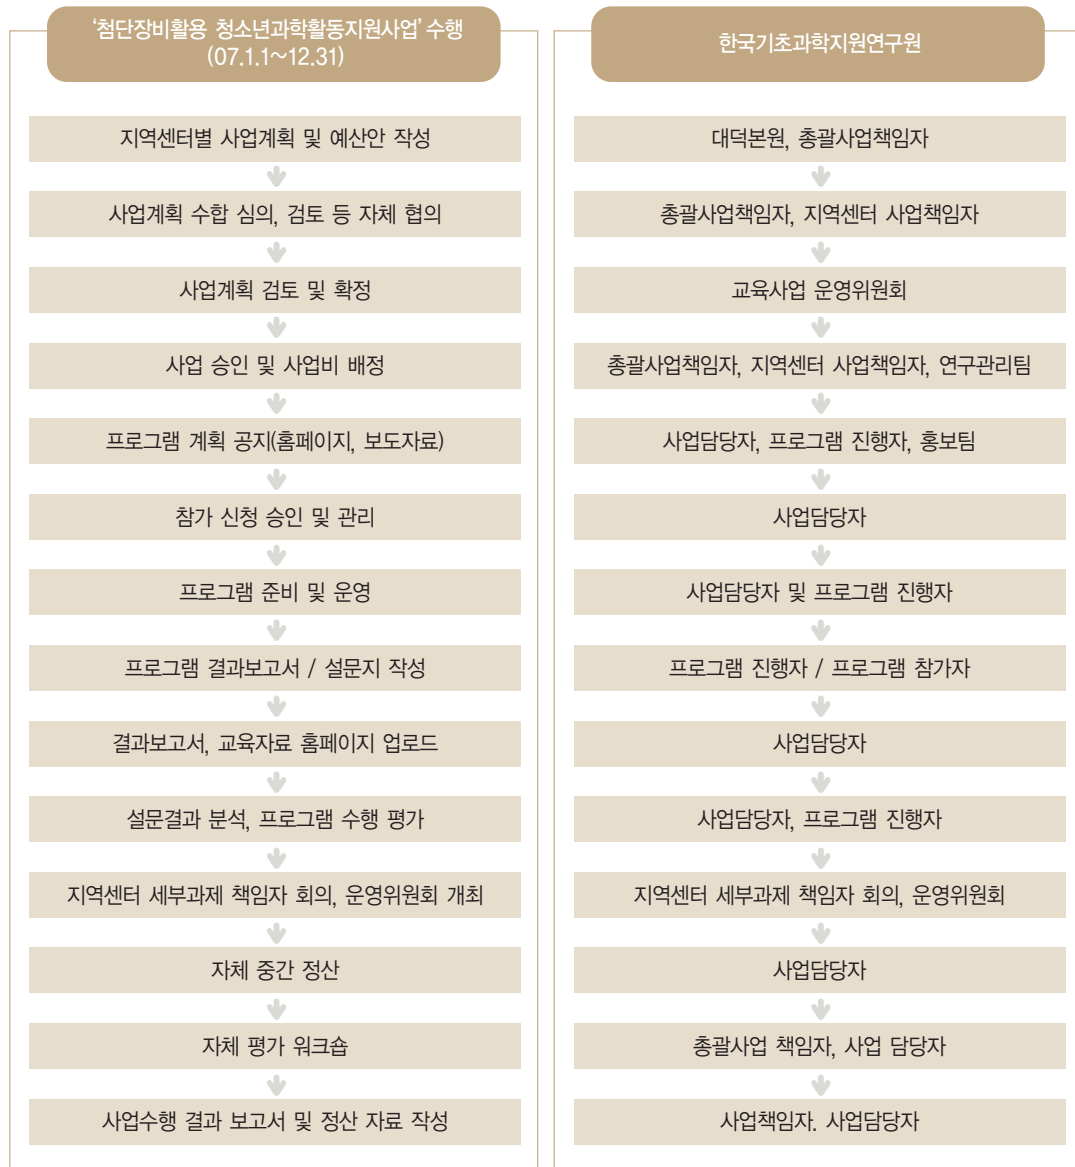 ‘첨단장비활용 청소년과학활동지원사업’ 수행
(07.1.1~12.31)
지역센터별 사업계획 및 예산안 작성
사업계획 수합 심의, 검토 등 자체 협의
사업계획 검토 및 확정
사업 승인 및 사업비 배정
프로그램 계획 공지(홈페이지, 보도자료)
참가 신청 승인 및 관리
프로그램 준비 및 운영
프로그램 결과보고서 / 설문지 작성
결과보고서, 교육자료 홈페이지 업로드
설문결과 분석, 프로그램 수행 평가
지역센터 세부과제 책임자 회의, 운영위원회 개최
자체 중간 정산
자체 평가 워크숍
사업수행 결과 보고서 및 정산 자료 작성
한국기초과학지원연구원
대덕본원, 총괄사업책임자
총괄사업책임자, 지역센터 사업책임자
교육사업 운영위원회
총괄사업책임자, 지역센터 사업책임자, 연구관리팀
사업담당자, 프로그램 진행자, 홍보팀
사업담당자
사업담당자 및 프로그램 진행자
프로그램 진행자 / 프로그램 참가자
사업담당자
사업담당자, 프로그램 진행자
지역센터 세부과제 책임자 회의, 운영위원회
사업담당자
총괄사업 책임자, 사업 담당자
사업책임자. 사업담당자